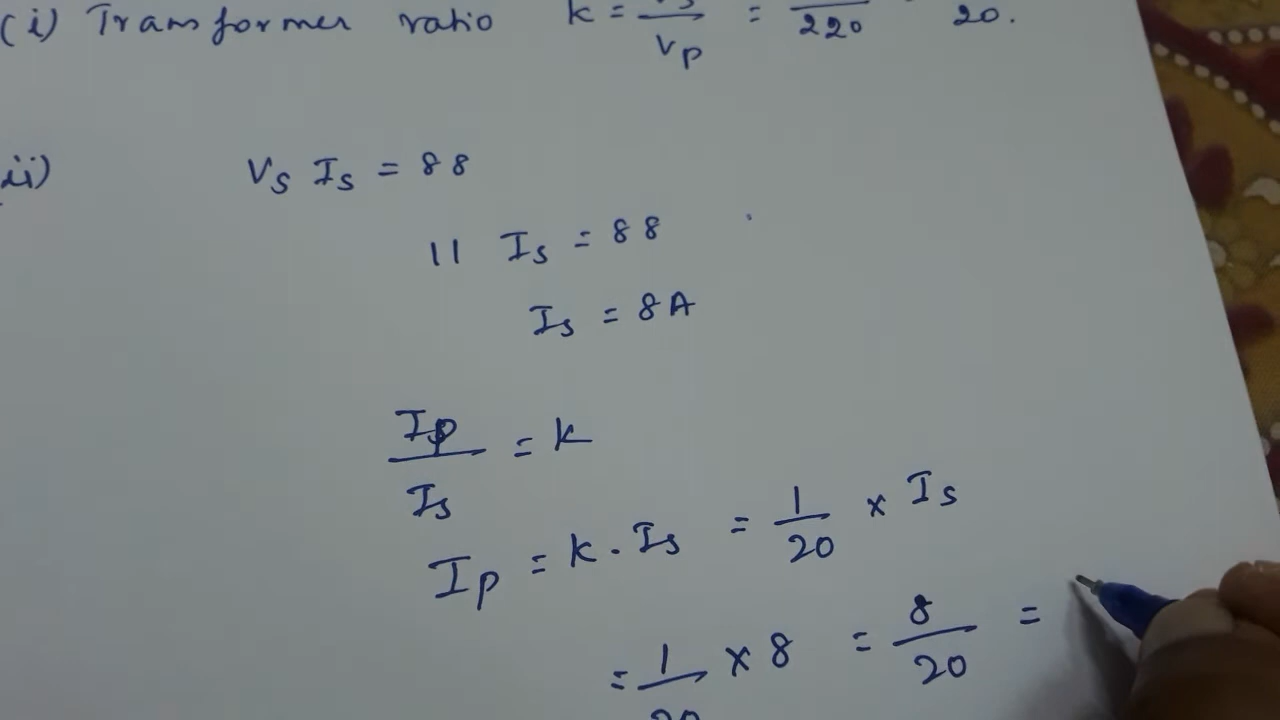 (i) Transformer ratio k = /Vp = /220 20.
ii) Vs Is = 88
11 Is = 88
Is = 8A
Ip/Is = k
Ip = k . Is = 1/20 × Is
= 1/20 × 8 = 8/20 =